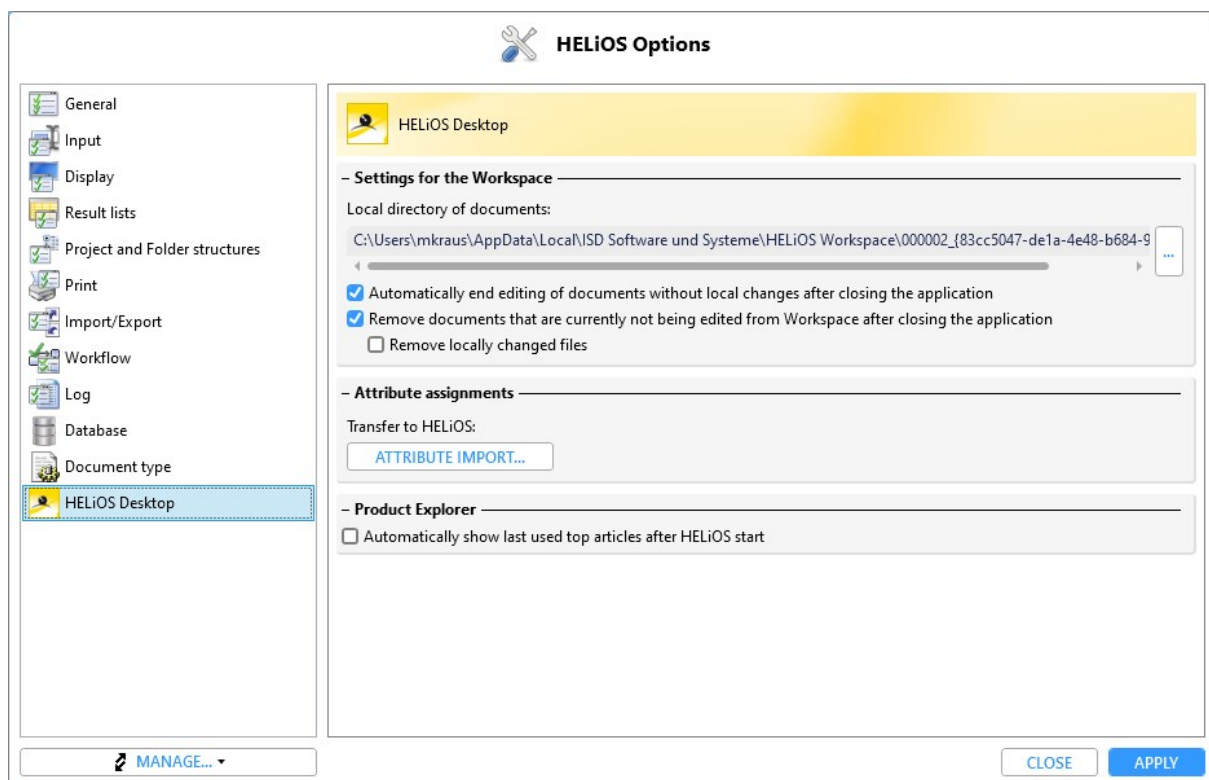 HELiOS Options
General
Input
Display
Result lists
Project and Folder structures
Print
Import/Export
Workflow
Log
Database
Document type
HELiOS Desktop
HELiOS Desktop
Settings for the Workspace
Local directory of documents:
C:\Users\mkraus\AppData\Local\ISD Software und Systeme\HELiOS Workspace\000002_{83cc5047-de1a-4e48-b684-9
...
Automatically end editing of documents without local changes after closing the application
Remove documents that are currently not being edited from Workspace after closing the application
Remove locally changed files
Attribute assignments
Transfer to HELiOS:
ATTRIBUTE IMPORT...
Product Explorer
Automatically show last used top articles after HELiOS start
MANAGE...
CLOSE
APPLY